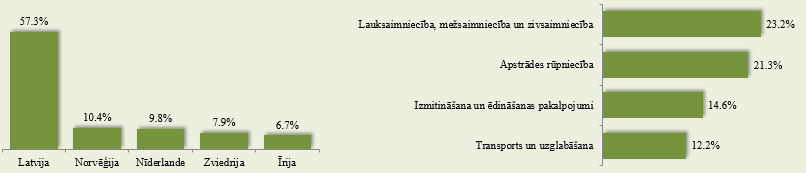 57.3%
10.4%
9.8%
7.9%
6.7%
Latvija Norvēģija Nīderlande Zviedrija Īrija
Lauksaimniecība, mežsaimniecība un zivsaimniecība 23.2%
Apstrādes rūpniecība 21.3%
Izmitināšana un ēdināšanas pakalpojumi 14.6%
Transports un uzglabāšana 12.2%